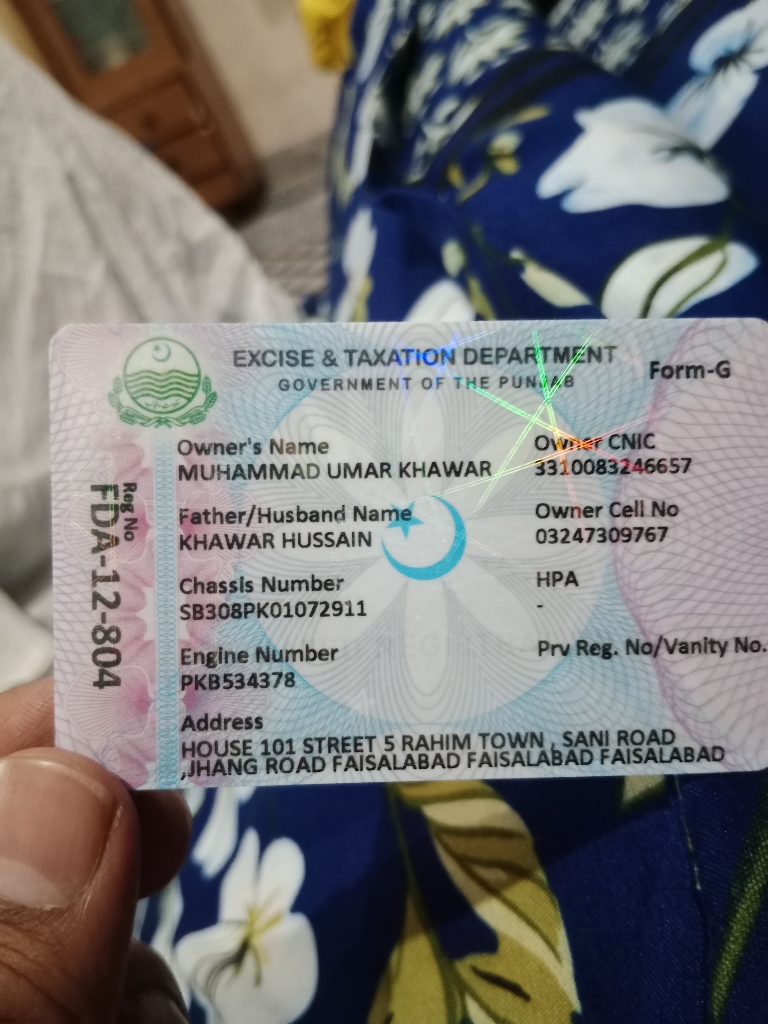 EXCISE & TAXATION DEPARTMENT
GOVERNMENT OF THE PUNJAB
Form-G
Reg No
FDA-12-804
Owner's Name
MUHAMMAD UMAR KHAWAR
Owner CNIC
3310083246657
Father/Husband Name
KHAWAR HUSSAIN
Owner Cell No
03247309767
Chassis Number
SB308PK01072911
HPA
-
Engine Number
PKB534378
Prv Reg. No/Vanity No.
Address
HOUSE 101 STREET 5 RAHIM TOWN , SANI ROAD
,JHANG ROAD FAISALABAD FAISALABAD FAISALABAD